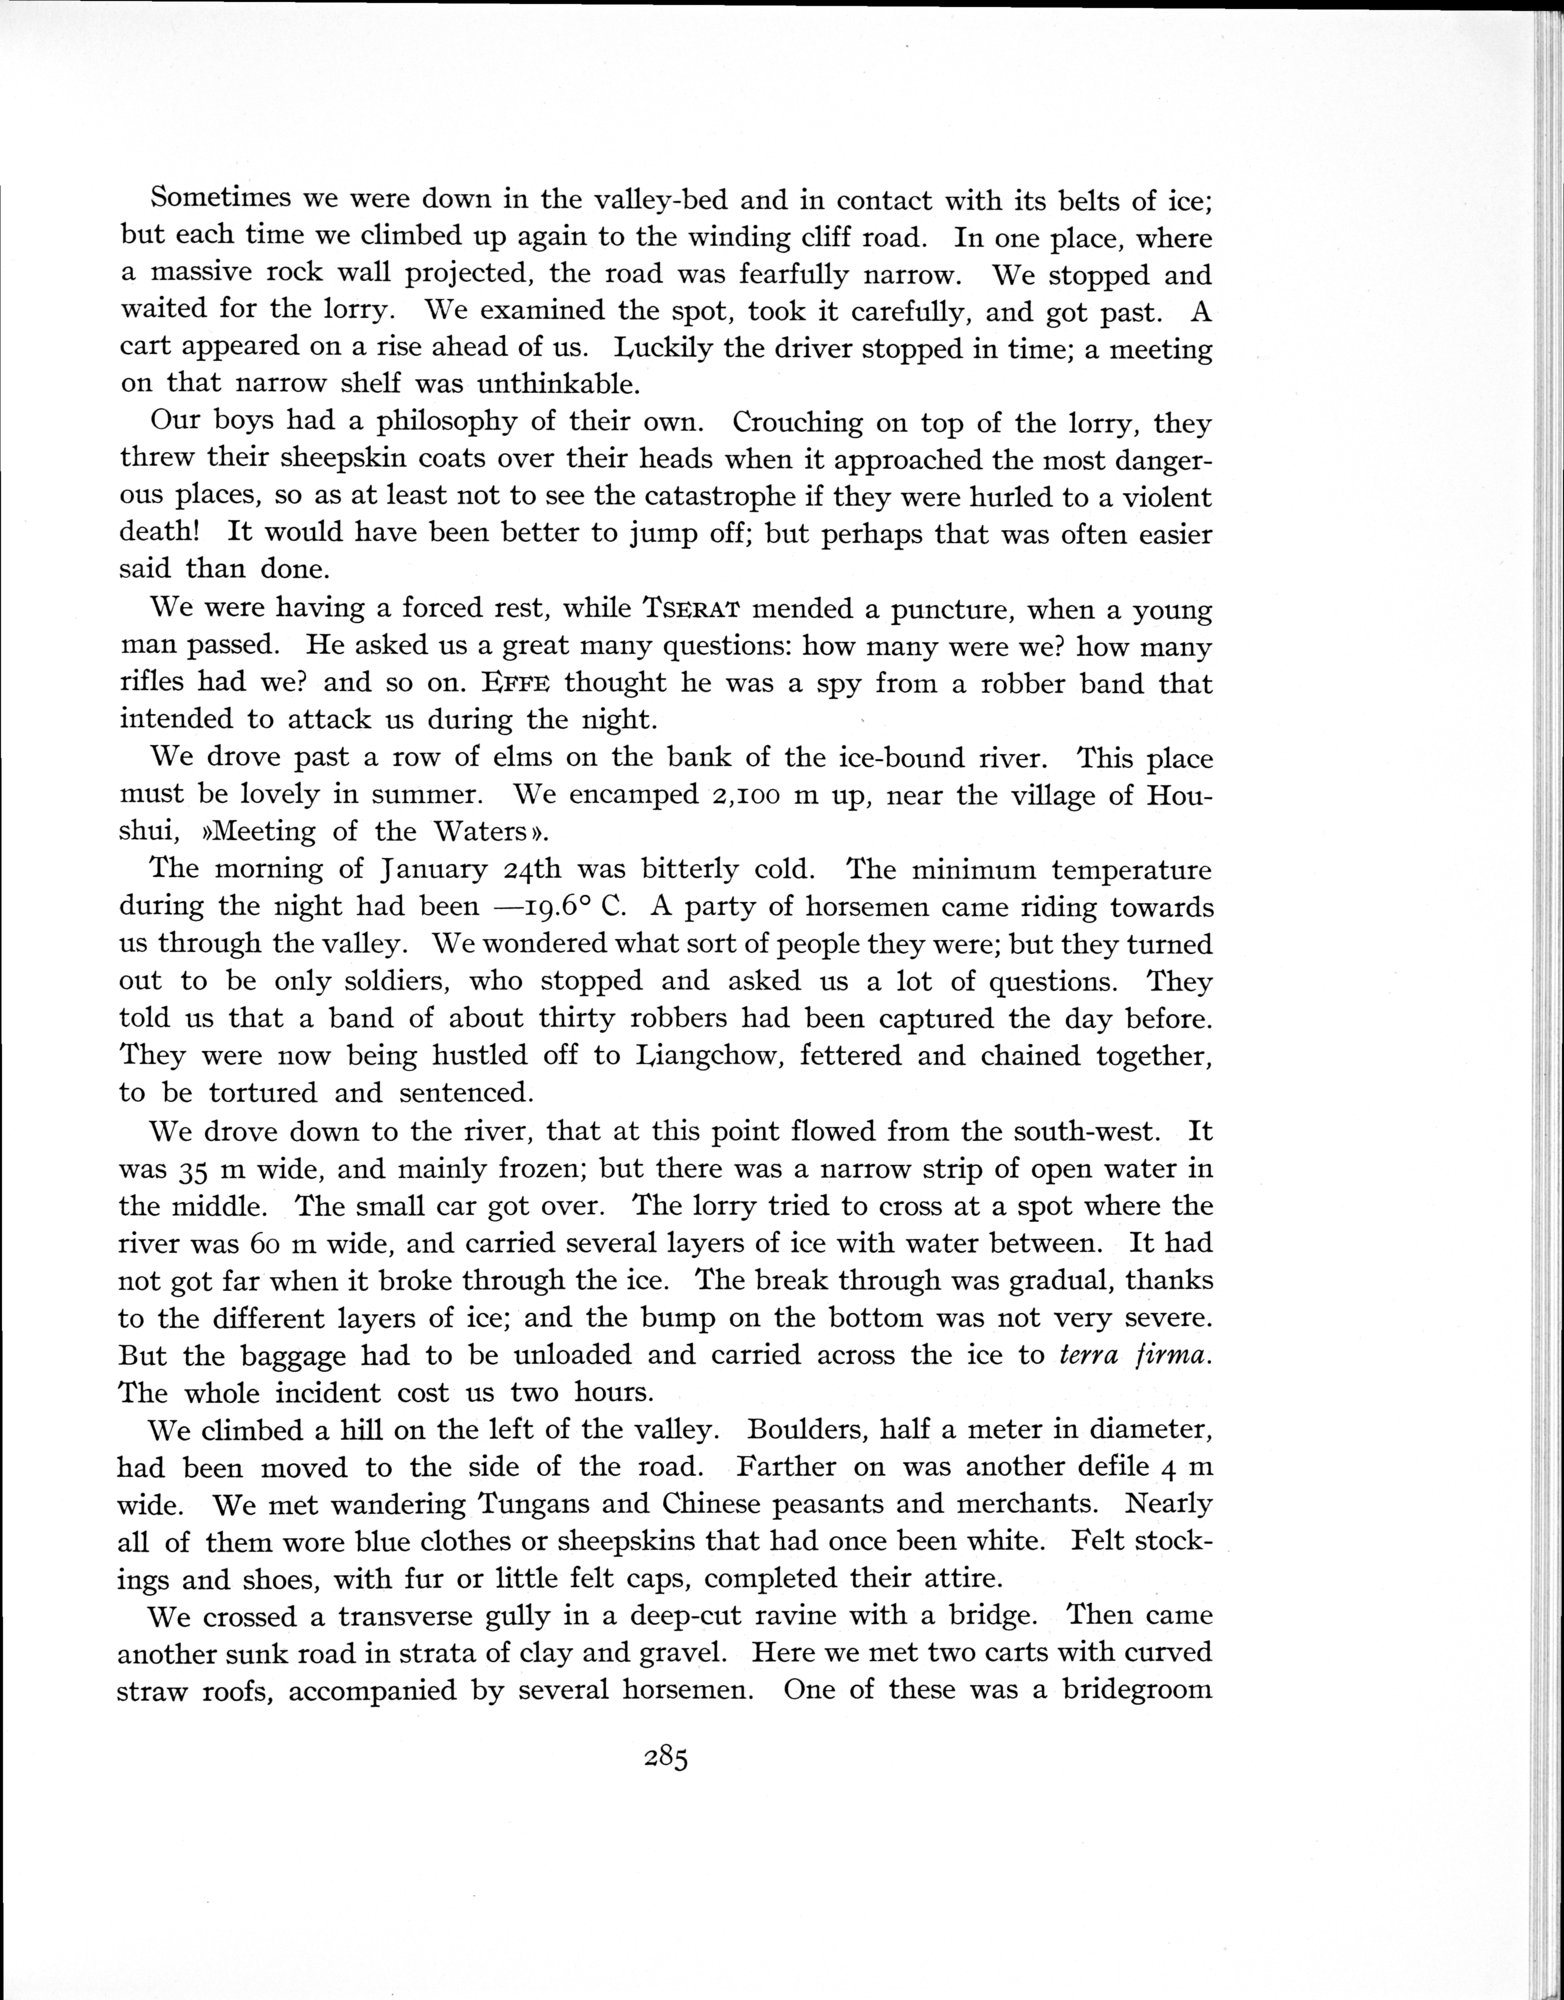 Sometimes we were down in the valley-bed and in contact with its belts of ice;
but each time we climbed up again to the winding cliff road. In one place, where
a massive rock wall projected, the road was fearfully narrow. We stopped and
waited for the lorry. We examined the spot, took it carefully, and got past. A
cart appeared on a rise ahead of us. Luckily the driver stopped in time; a meeting
on that narrow shelf was unthinkable.
Our boys had a philosophy of their own. Crouching on top of the lorry, they
threw their sheepskin coats over their heads when it approached the most danger-
ous places, so as at least not to see the catastrophe if they were hurled to a violent
death! It would have been better to jump off; but perhaps that was often easier
said than done.
We were having a forced rest, while TSERAT mended a puncture, when a young
man passed. He asked us a great many questions: how many were we? how many
rifles had we? and so on. EFFE thought he was a spy from a robber band that
intended to attack us during the night.
We drove past a row of elms on the bank of the ice-bound river. This place
must be lovely in summer. We encamped 2,100 m up, near the village of Hou-
shui, »Meeting of the Waters».
The morning of January 24th was bitterly cold. The minimum temperature
during the night had been —19.6° C. A party of horsemen came riding towards
us through the valley. We wondered what sort of people they were; but they turned
out to be only soldiers, who stopped and asked us a lot of questions. They
told us that a band of about thirty robbers had been captured the day before.
They were now being hustled off to Liangchow, fettered and chained together,
to be tortured and sentenced.
We drove down to the river, that at this point flowed from the south-west. It
was 35 m wide, and mainly frozen; but there was a narrow strip of open water in
the middle. The small car got over. The lorry tried to cross at a spot where the
river was 60 m wide, and carried several layers of ice with water between. It had
not got far when it broke through the ice. The break through was gradual, thanks
to the different layers of ice; and the bump on the bottom was not very severe.
But the baggage had to be unloaded and carried across the ice to terra firma.
The whole incident cost us two hours.
We climbed a hill on the left of the valley. Boulders, half a meter in diameter,
had been moved to the side of the road. Farther on was another defile 4 m
wide. We met wandering Tungans and Chinese peasants and merchants. Nearly
all of them wore blue clothes or sheepskins that had once been white. Felt stock-
ings and shoes, with fur or little felt caps, completed their attire.
We crossed a transverse gully in a deep-cut ravine with a bridge. Then came
another sunk road in strata of clay and gravel. Here we met two carts with curved
straw roofs, accompanied by several horsemen. One of these was a bridegroom
285